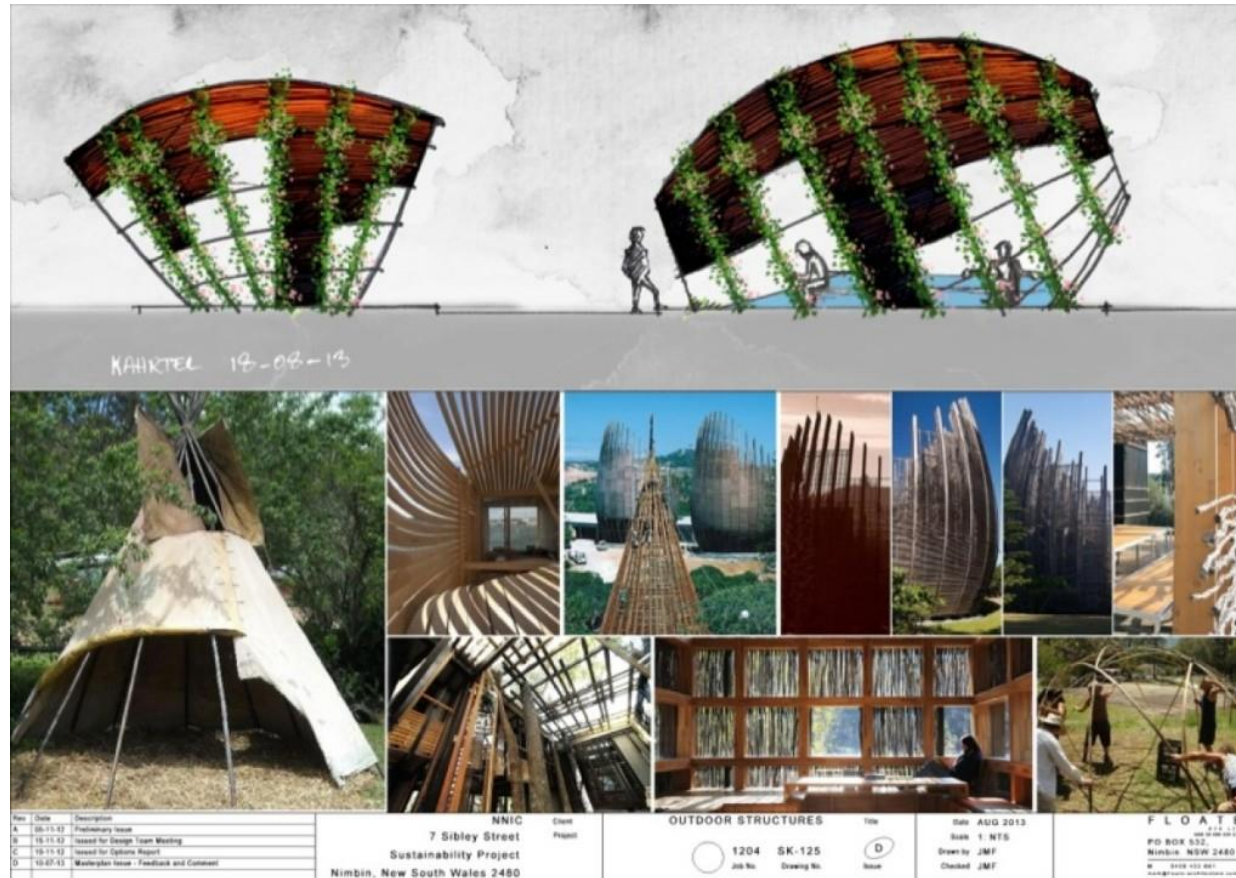 KAHRTEL 18-08-13
Rev Date Description
A 05-11-12 Preliminary Issue
B 15-11-12 Issued for Design Team Meeting
C 19-11-12 Issued for Options Report
D 10-07-13 Masterplan Issue - Feedback and Comment
NNIC Client
7 Sibley Street Project
Sustainability Project
Nimbin, New South Wales 2480
OUTDOOR STRUCTURES Title
1204 SK-125 D
Job No. Drawing No. Issue
Date AUG 2013
Scale 1: NTS
Drawn by JMF
Checked JMF
FLOAT
PO BOX 532,
Nimbin NSW 2480
M